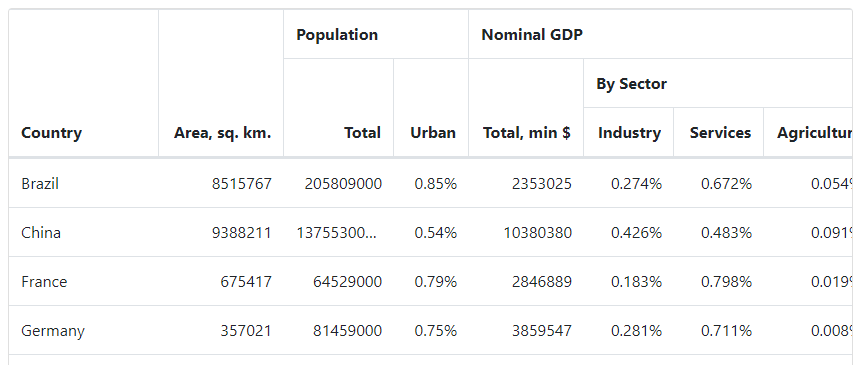 Population Nominal GDP
By Sector
Country Area, sq. km. Total Urban Total, min $ Industry Services Agricultur
Brazil 8515767 205809000 0.85% 2353025 0.274% 0.672% 0.054%
China 9388211 13755300... 0.54% 10380380 0.426% 0.483% 0.091%
France 675417 64529000 0.79% 2846889 0.183% 0.798% 0.019%
Germany 357021 81459000 0.75% 3859547 0.281% 0.711% 0.008%